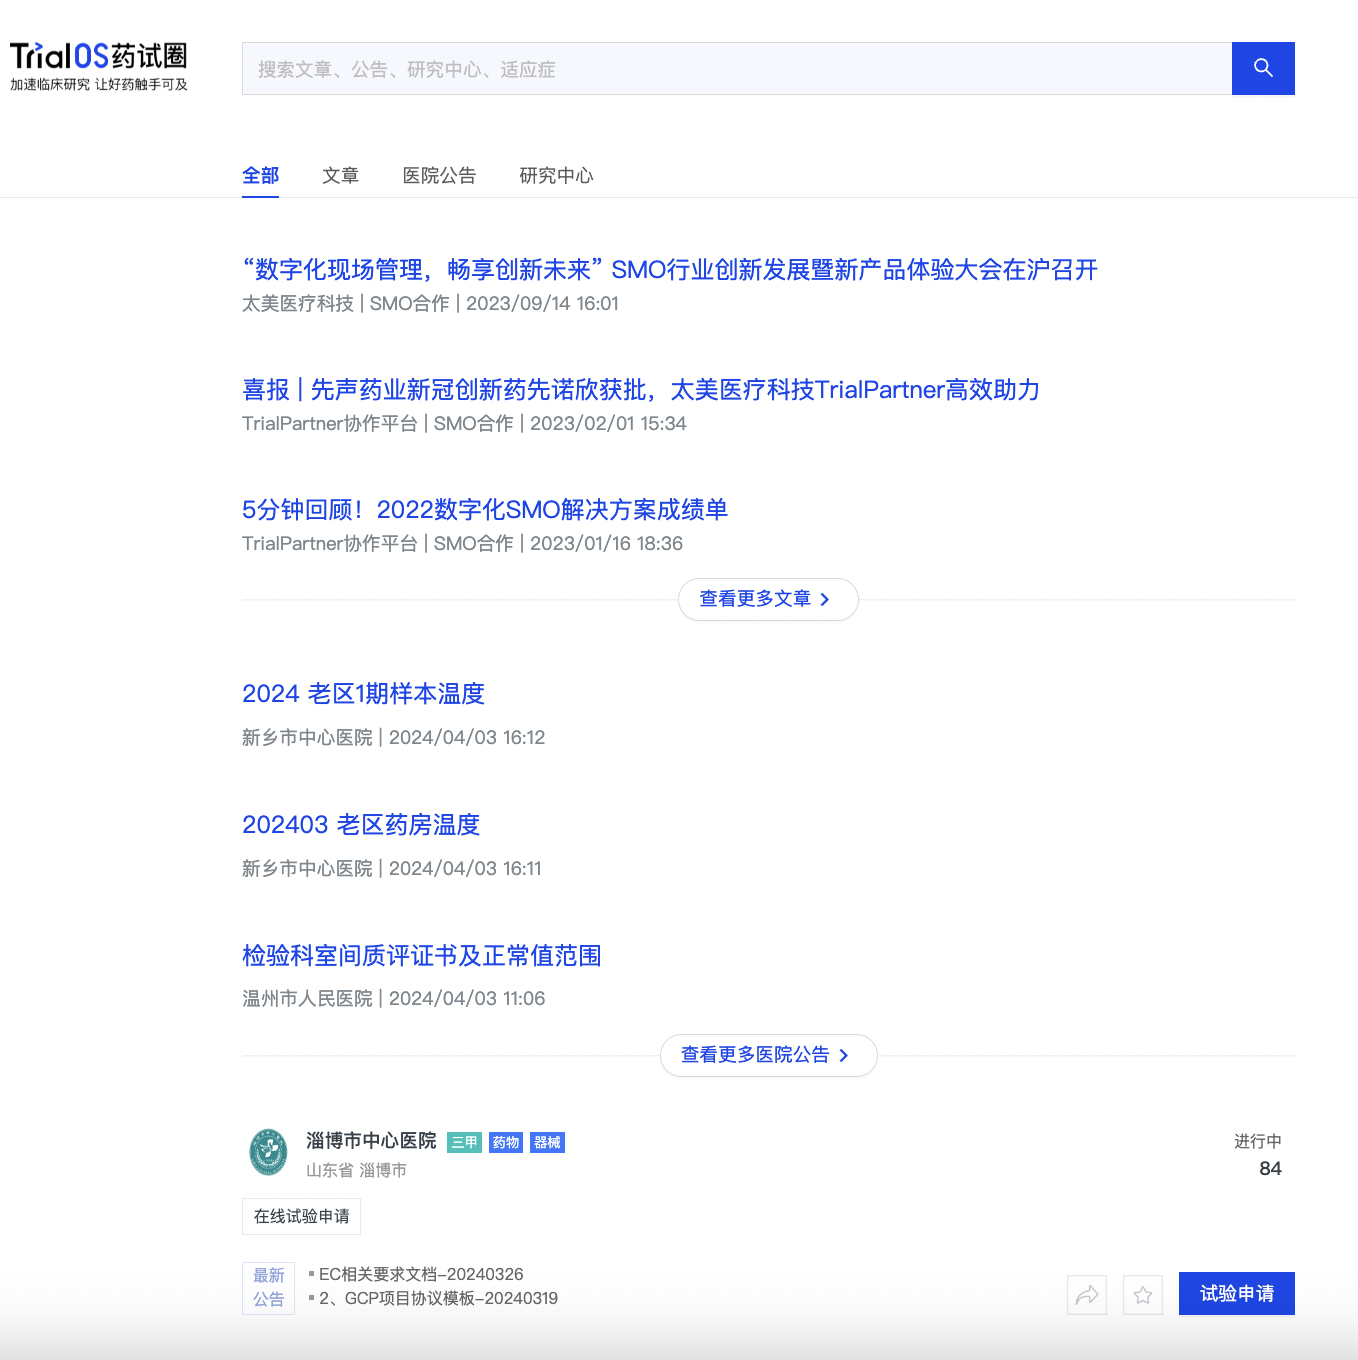 TrialOS药试圈
加速临床研究 让好药触手可及
搜索文章、公告、研究中心、适应症
全部 文章 医院公告 研究中心
“数字化现场管理，畅享创新未来” SMO行业创新发展暨新产品体验大会在沪召开
太美医疗科技 | SMO合作 | 2023/09/14 16:01
喜报 | 先声药业新冠创新药先诺欣获批，太美医疗科技TrialPartner高效助力
TrialPartner协作平台 | SMO合作 | 2023/02/01 15:34
5分钟回顾！2022数字化SMO解决方案成绩单
TrialPartner协作平台 | SMO合作 | 2023/01/16 18:36
查看更多文章
2024 老区1期样本温度
新乡市中心医院 | 2024/04/03 16:12
202403 老区药房温度
新乡市中心医院 | 2024/04/03 16:11
检验科室间质评证书及正常值范围
温州市人民医院 | 2024/04/03 11:06
查看更多医院公告
淄博市中心医院 三甲 药物 器械 进行中
山东省 淄博市 84
在线试验申请
最新 EC相关要求文档-20240326
公告 2、GCP项目协议模板-20240319
试验申请